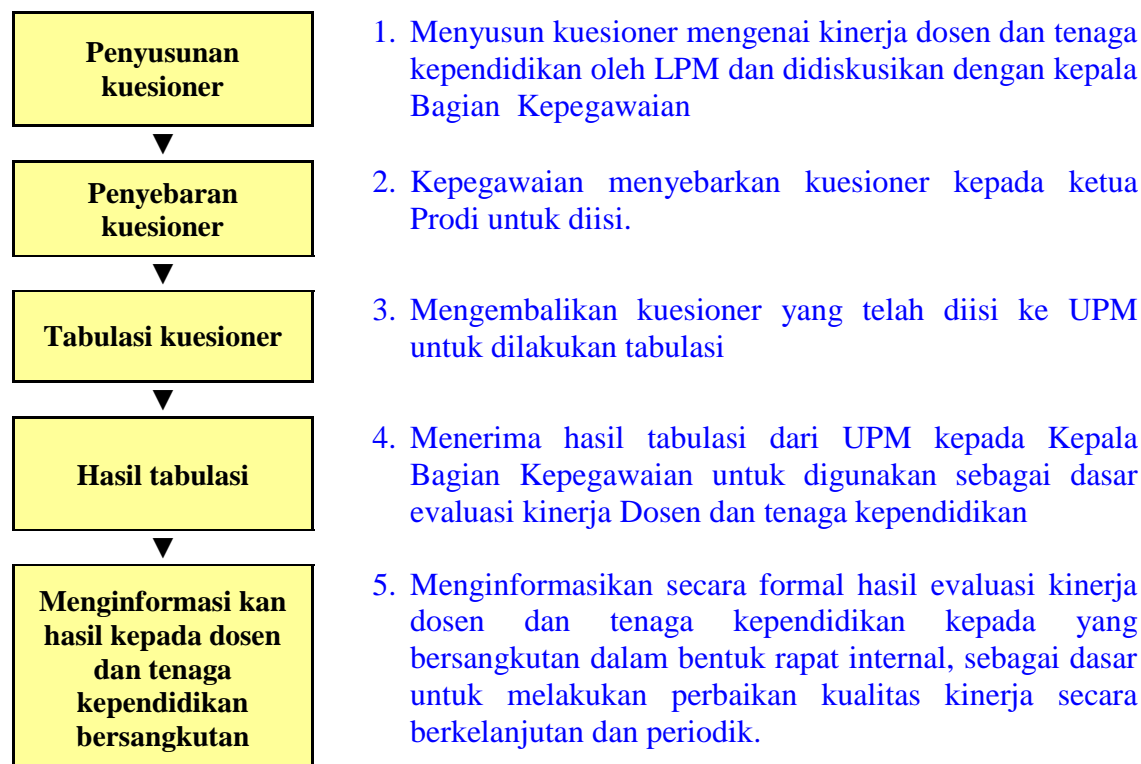 Penyusunan
kuesioner
1. Menyusun kuesioner mengenai kinerja dosen dan tenaga
kependidikan oleh LPM dan didiskusikan dengan kepala
Bagian Kepegawaian
Penyebaran
kuesioner
2. Kepegawaian menyebarkan kuesioner kepada ketua
Prodi untuk diisi.
Tabulasi kuesioner
3. Mengembalikan kuesioner yang telah diisi ke UPM
untuk dilakukan tabulasi
Hasil tabulasi
4. Menerima hasil tabulasi dari UPM kepada Kepala
Bagian Kepegawaian untuk digunakan sebagai dasar
evaluasi kinerja Dosen dan tenaga kependidikan
Menginformasi kan
hasil kepada dosen
dan tenaga
kependidikan
bersangkutan
5. Menginformasikan secara formal hasil evaluasi kinerja
dosen dan tenaga kependidikan kepada yang
bersangkutan dalam bentuk rapat internal, sebagai dasar
untuk melakukan perbaikan kualitas kinerja secara
berkelanjutan dan periodik.